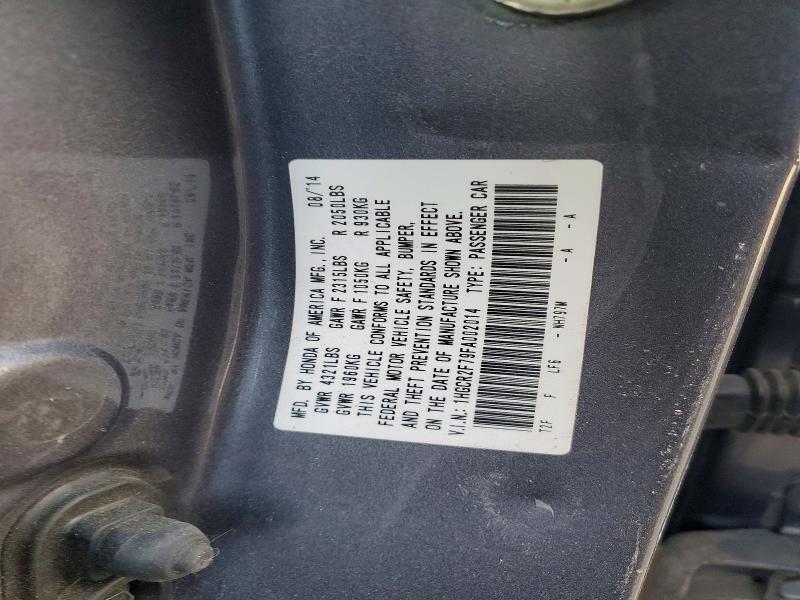 MFD. BY HONDA OF AMERICA MFG., INC. 08/'14
GVWR 4321LBS GAWR F 2315LBS R 2050LBS
GVWR 1960KG GAWR F 1050KG R 930KG
THIS VEHICLE CONFORMS TO ALL APPLICABLE
FEDERAL MOTOR VEHICLE SAFETY, BUMPER,
AND THEFT PREVENTION STANDARDS IN EFFECT
ON THE DATE OF MANUFACTURE SHOWN ABOVE.
V.I.N.: 1HGCR2F79FA002014 TYPE: PASSENGER CAR
T2F F LFG - NH797M - A - A